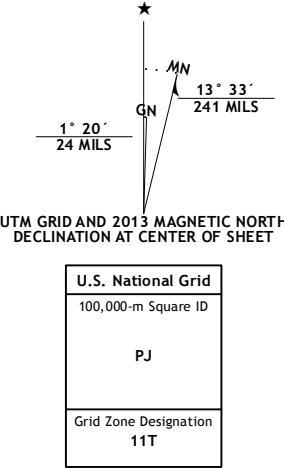 MN
13° 33´
241 MILS
GN
1° 20´
24 MILS
UTM GRID AND 2013 MAGNETIC NORTH
DECLINATION AT CENTER OF SHEET
U.S. National Grid
100,000-m Square ID
PJ
Grid Zone Designation
11T